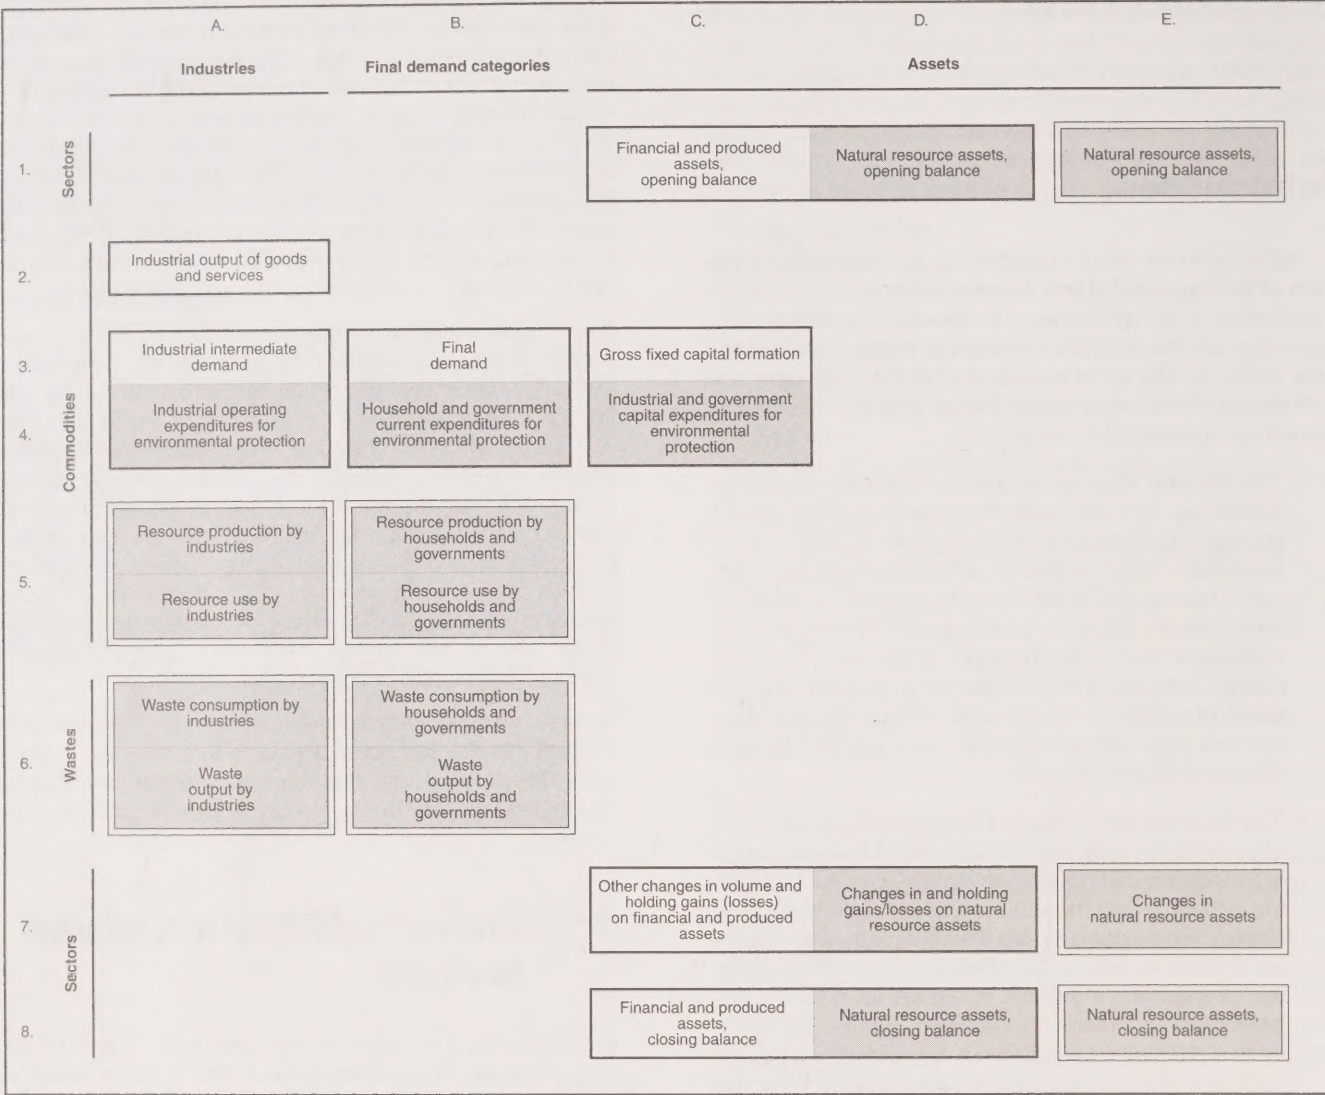 A.
B.
C.
D.
E.
Industries
Final demand categories
Assets
1.
Sectors
Financial and produced
assets,
opening balance
Natural resource assets,
opening balance
Natural resource assets,
opening balance
2.
Industrial output of goods
and services
Commodities
3.
Industrial intermediate
demand
Final
demand
Gross fixed capital formation
4.
Industrial operating
expenditures for
environmental protection
Household and government
current expenditures for
environmental protection
Industrial and government
capital expenditures for
environmental
protection
5.
Resource production by
industries
Resource production by
households and
governments
Resource use by
industries
Resource use by
households and
governments
6.
Wastes
Waste consumption by
industries
Waste consumption by
households and
governments
Waste
output by
industries
Waste
output by
households and
governments
7.
Sectors
Other changes in volume and
holding gains (losses)
on financial and produced
assets
Changes in and holding
gains/losses on natural
resource assets
Changes in
natural resource assets
8.
Financial and produced
assets,
closing balance
Natural resource assets,
closing balance
Natural resource assets,
closing balance